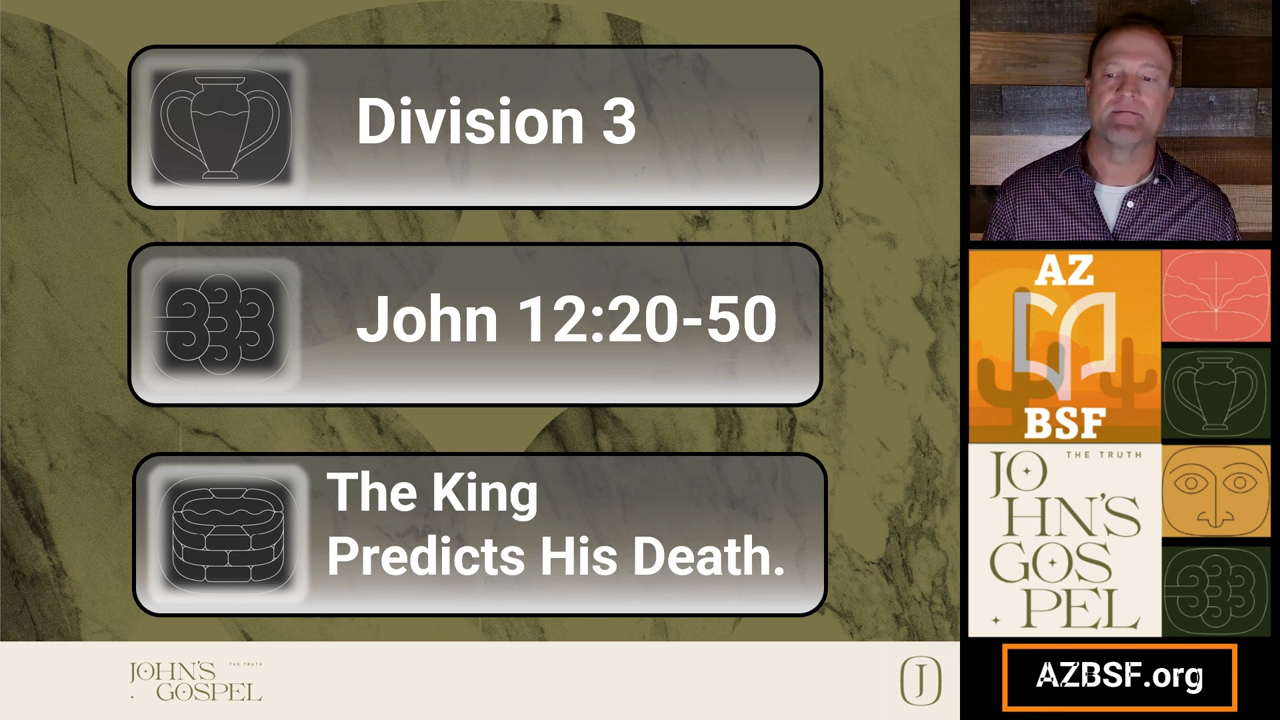 Division 3
John 12:20-50
The King
Predicts His Death.
JOHN'S
THE TRUTH
GOSPEL
J
AZ
BSF
THE TRUTH
JO
HN'S
GOS
PEL
AZBSF.org